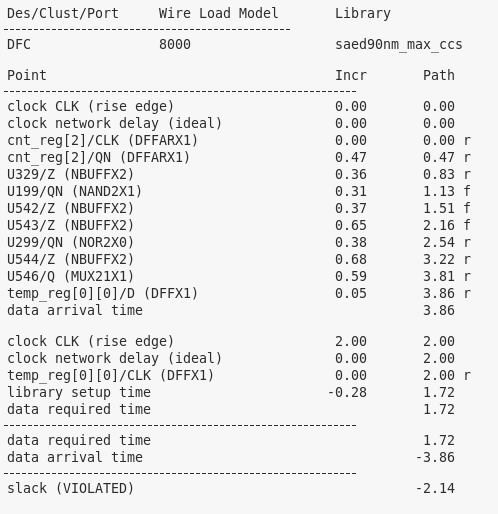 Des/Clust/Port     Wire Load Model       Library
------------------------------------------------
DFC                8000                  saed90nm_max_ccs
Point                                    Incr       Path
-----------------------------------------------------------
clock CLK (rise edge)                    0.00       0.00
clock network delay (ideal)              0.00       0.00
cnt_reg[2]/CLK (DFFARX1)                 0.00       0.00 r
cnt_reg[2]/QN (DFFARX1)                  0.47       0.47 r
U329/Z (NBUFFX2)                         0.36       0.83 r
U199/QN (NAND2X1)                        0.31       1.13 f
U542/Z (NBUFFX2)                         0.37       1.51 f
U543/Z (NBUFFX2)                         0.65       2.16 f
U299/QN (NOR2X0)                         0.38       2.54 r
U544/Z (NBUFFX2)                         0.68       3.22 r
U546/Q (MUX21X1)                         0.59       3.81 r
temp_reg[0][0]/D (DFFX1)                 0.05       3.86 r
data arrival time                                   3.86
clock CLK (rise edge)                    2.00       2.00
clock network delay (ideal)              0.00       2.00
temp_reg[0][0]/CLK (DFFX1)               0.00       2.00 r
library setup time                      -0.28       1.72
data required time                                  1.72
-----------------------------------------------------------
data required time                                  1.72
data arrival time                                  -3.86
-----------------------------------------------------------
slack (VIOLATED)                                   -2.14